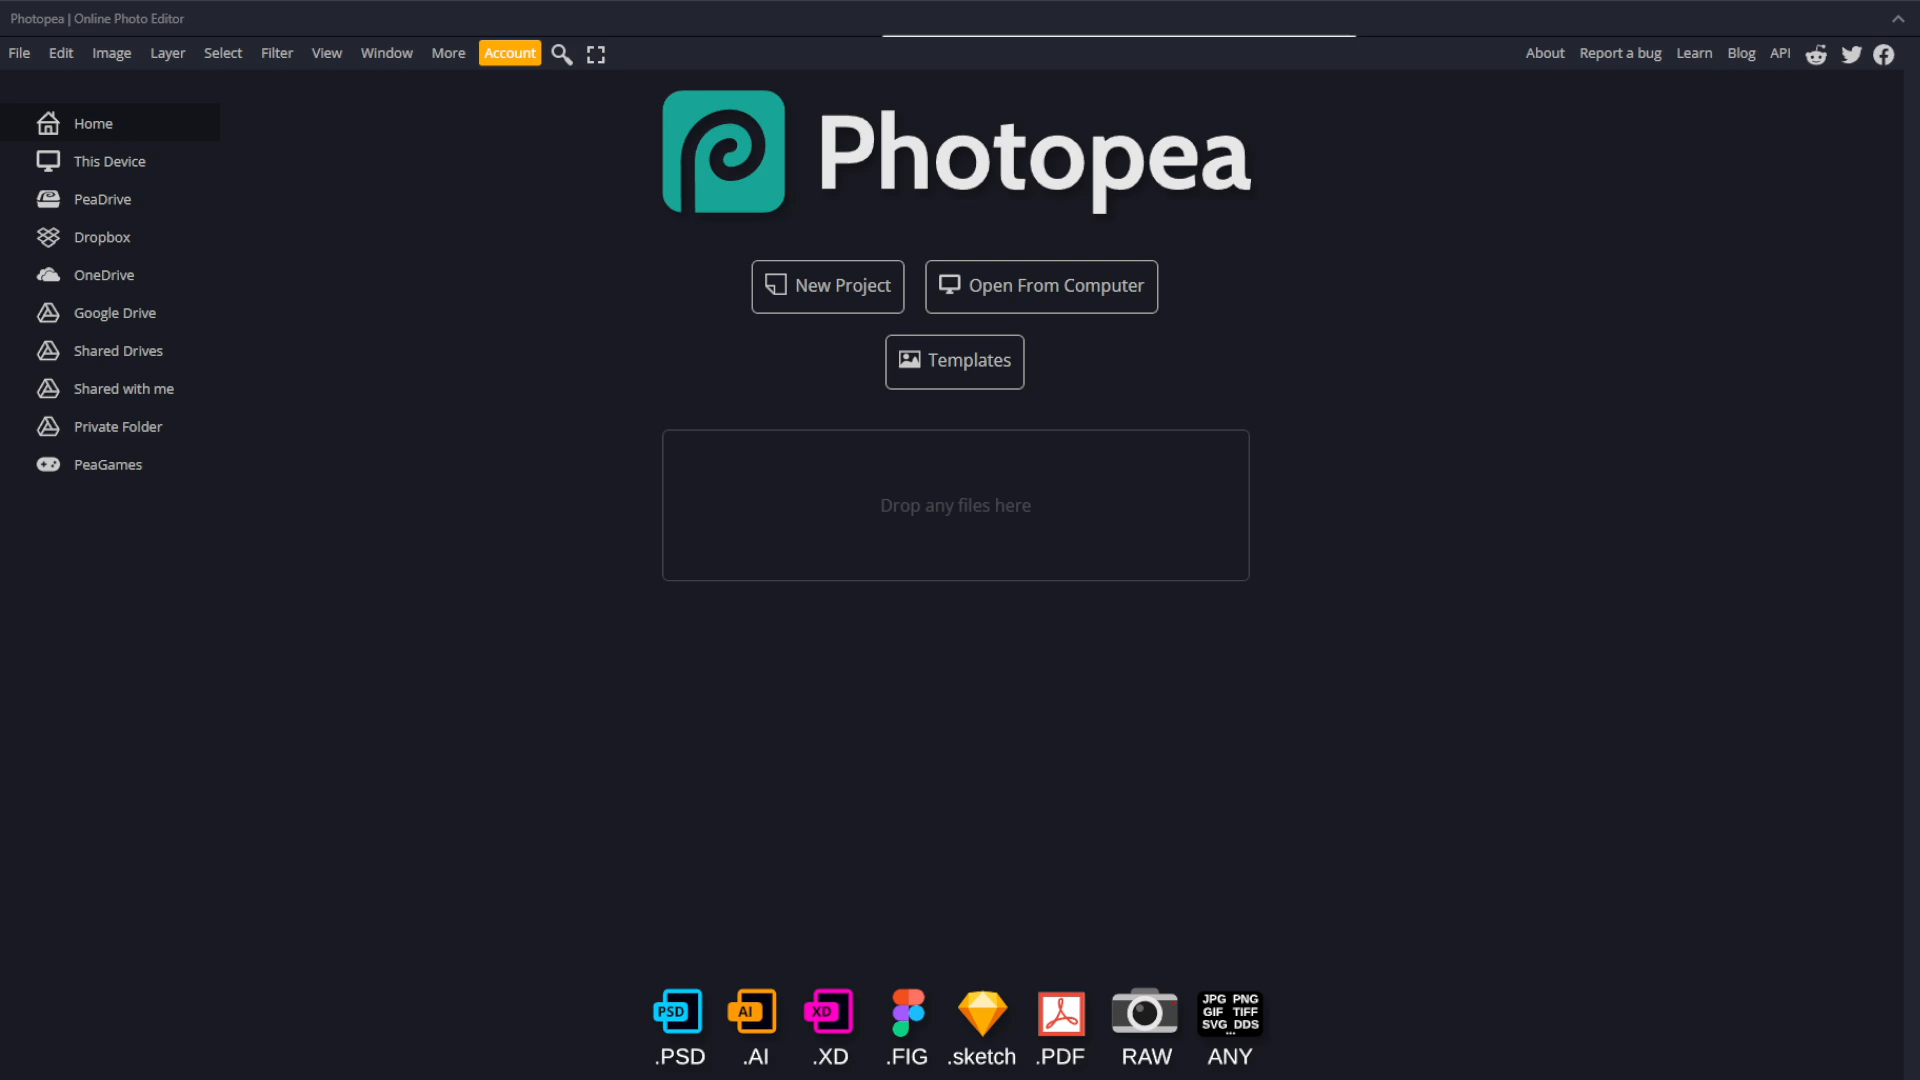 Photopea | Online Photo Editor
File Edit Image Layer Select Filter View Window More Account About Report a bug Learn Blog API
Home
This Device
PeaDrive
Dropbox
OneDrive
Google Drive
Shared Drives
Shared with me
Private Folder
PeaGames
Photopea
New Project Open From Computer
Templates
Drop any files here
PSD AI XD
JPG PNG
GIF TIFF
SVG DDS
...
.PSD .AI .XD .FIG .sketch .PDF RAW ANY